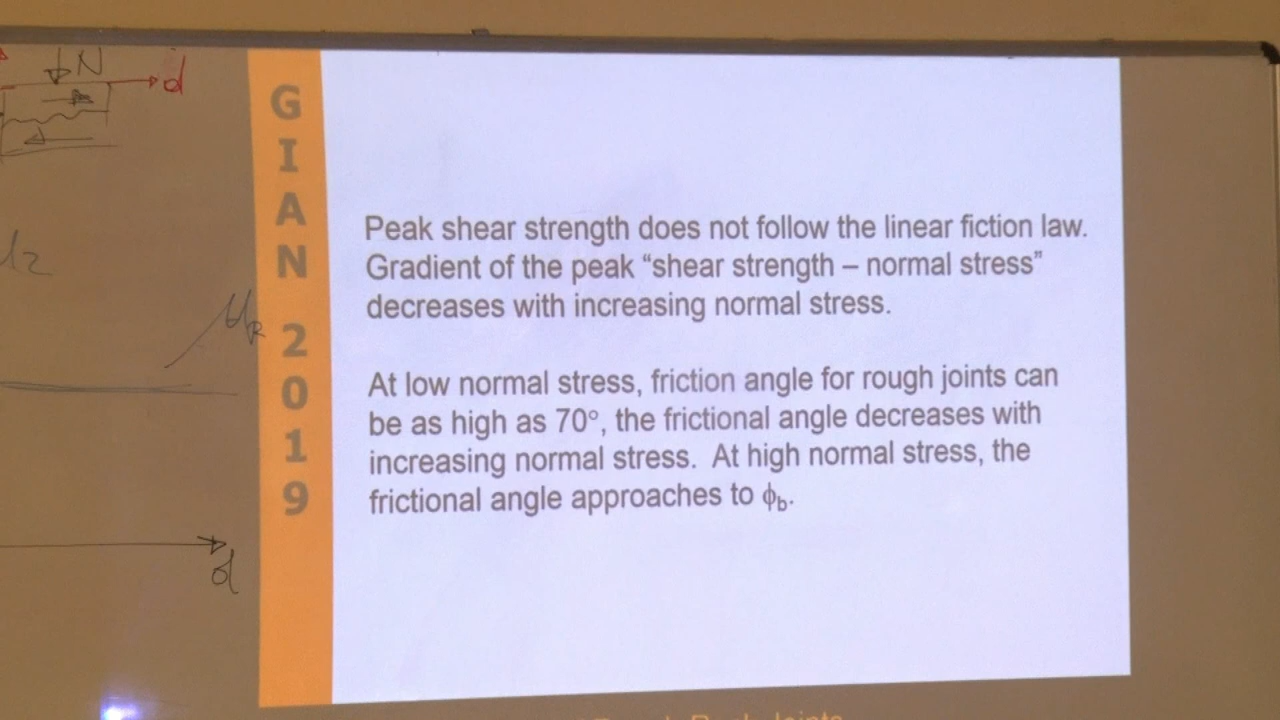 N
d
G
I
A
N
2
0
1
9
Peak shear strength does not follow the linear fiction law.
Gradient of the peak “shear strength – normal stress”
decreases with increasing normal stress.
At low normal stress, friction angle for rough joints can
be as high as 70°, the frictional angle decreases with
increasing normal stress. At high normal stress, the
frictional angle approaches to ϕb.
d